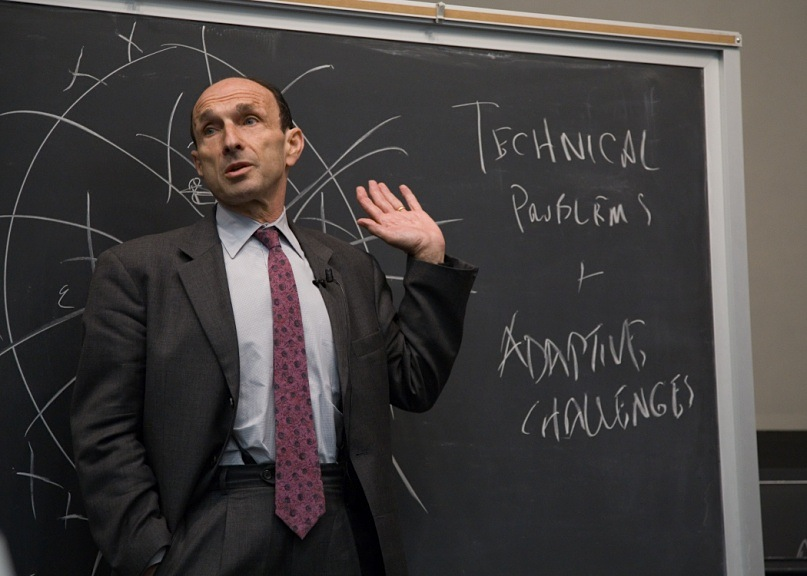 TECHNICAL
PROBLEMS
+
ADAPTIVE
CHALLENGES